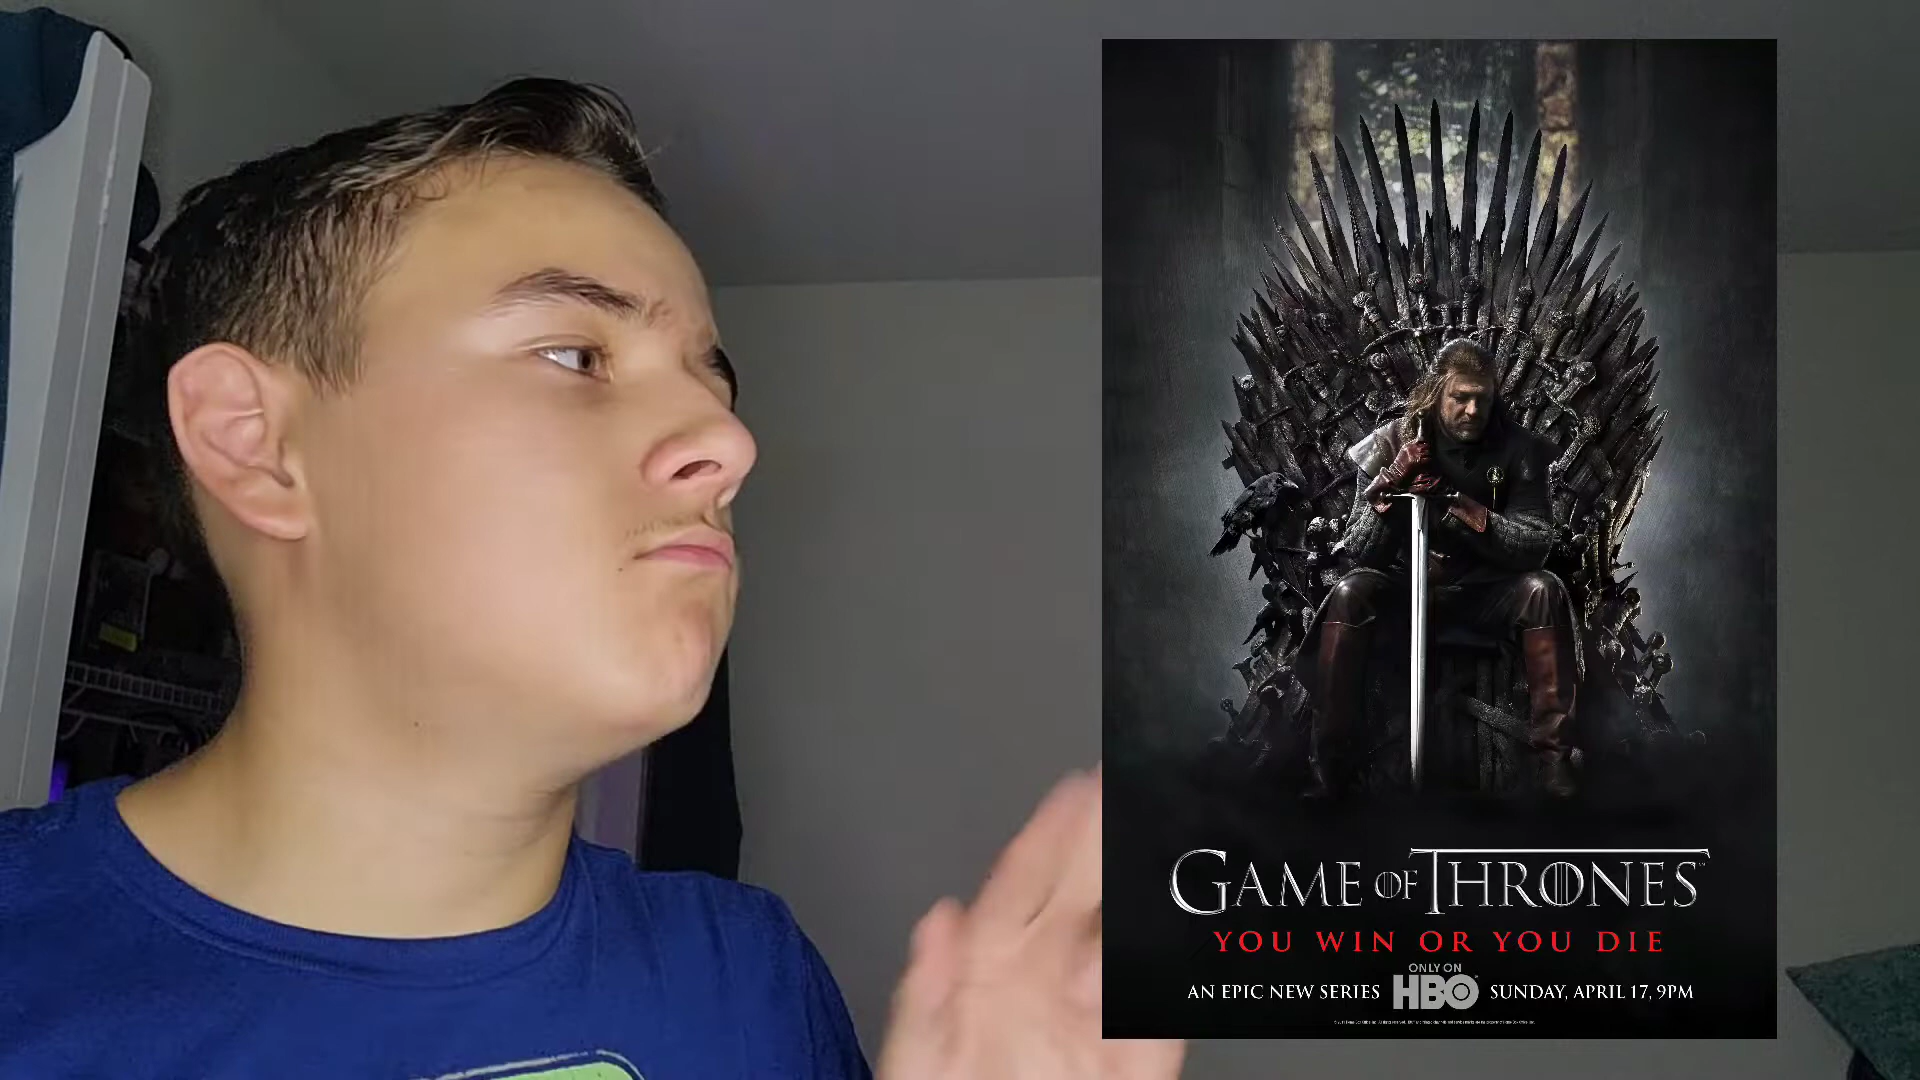 GAME OF THRONES
YOU WIN OR YOU DIE
AN EPIC NEW SERIES ONLY ON HBO SUNDAY, APRIL 17, 9PM